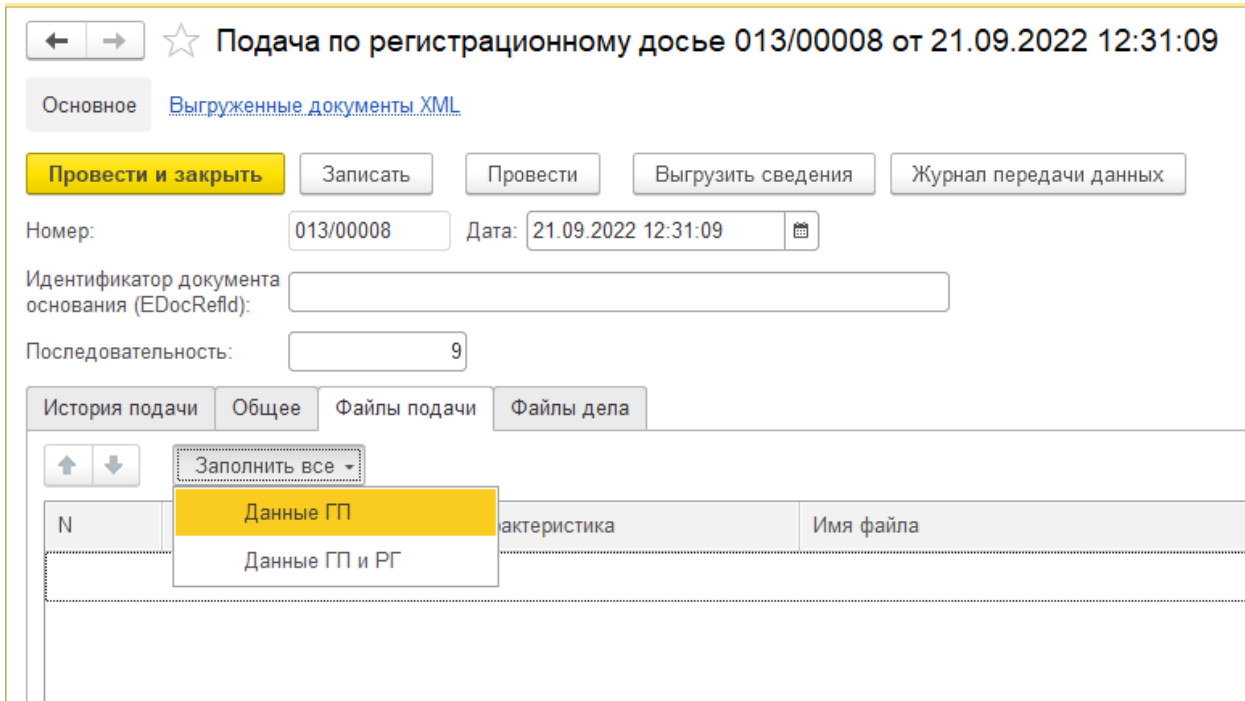 Подача по регистрационному досье 013/00008 от 21.09.2022 12:31:09
Основное Выгруженные документы XML
Провести и закрыть Записать Провести Выгрузить сведения Журнал передачи данных
Номер: 013/00008 Дата: 21.09.2022 12:31:09
Идентификатор документа
основания (EDocRefId):
Последовательность: 9
История подачи Общее Файлы подачи Файлы дела
Заполнить все
Данные ГП
N рактеристика Имя файла
Данные ГП и РГ